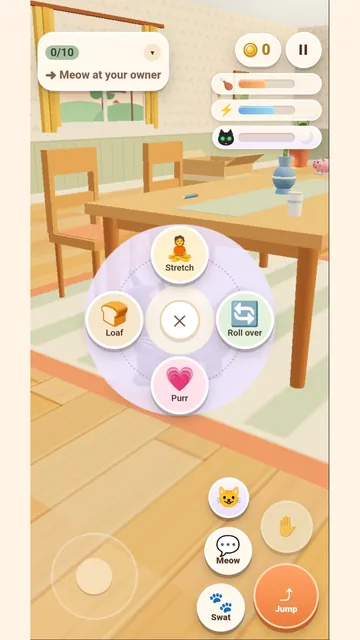 0/10
0
➜ Meow at your owner
Stretch
Loaf
Roll over
Purr
Meow
Swat
Jump